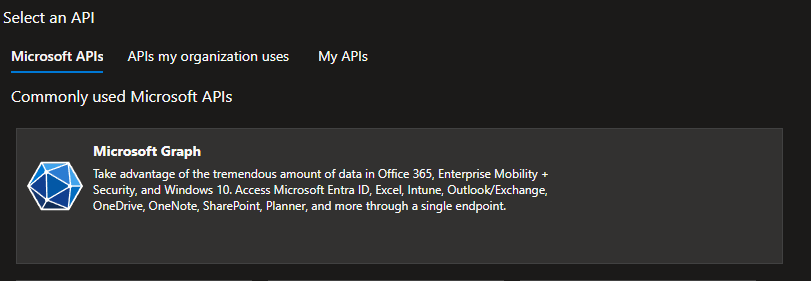 Select an API
Microsoft APIs APIs my organization uses My APIs
Commonly used Microsoft APIs
Microsoft Graph
Take advantage of the tremendous amount of data in Office 365, Enterprise Mobility +
Security, and Windows 10. Access Microsoft Entra ID, Excel, Intune, Outlook/Exchange,
OneDrive, OneNote, SharePoint, Planner, and more through a single endpoint.